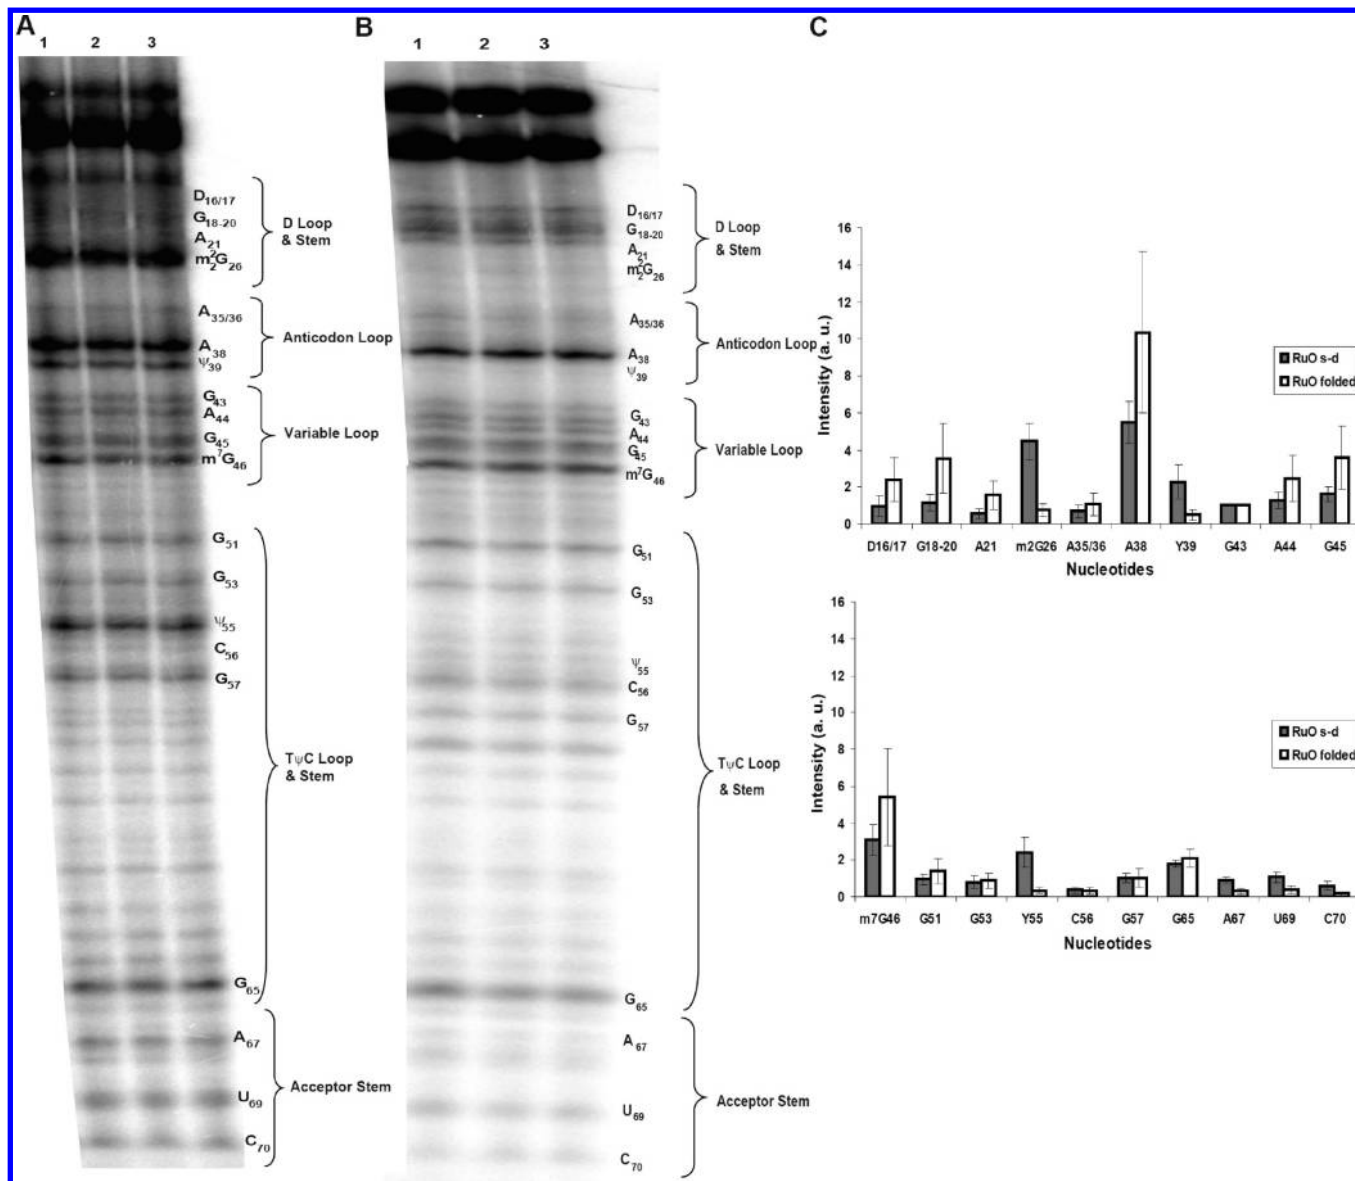 A
1 2 3
D16/17
G18-20
A21
m²₂G26
D Loop
& Stem
A35/36
A38
Ψ39
Anticodon Loop
G43
A44
G45
m⁷G46
Variable Loop
G51
G53
Ψ55
C56
G57
G65
TψC Loop
& Stem
A67
U69
C70
Acceptor Stem
B
1 2 3
D16/17
G18-20
A21
m²₂G26
D Loop
& Stem
A35/36
A38
Ψ39
Anticodon Loop
G43
A44
G45
m⁷G46
Variable Loop
G51
G53
Ψ55
C56
G57
G65
TψC Loop
& Stem
A67
U69
C70
Acceptor Stem
C
16
14
12
10
8
6
4
2
0
Intensity (a. u.)
RuO s-d
RuO folded
D16/17 G18-20 A21 m2G26 A35/36 A38 Y39 G43 A44 G45
Nucleotides
16
14
12
10
8
6
4
2
0
Intensity (a. u.)
RuO s-d
RuO folded
m7G46 G51 G53 Y55 C56 G57 G65 A67 U69 C70
Nucleotides